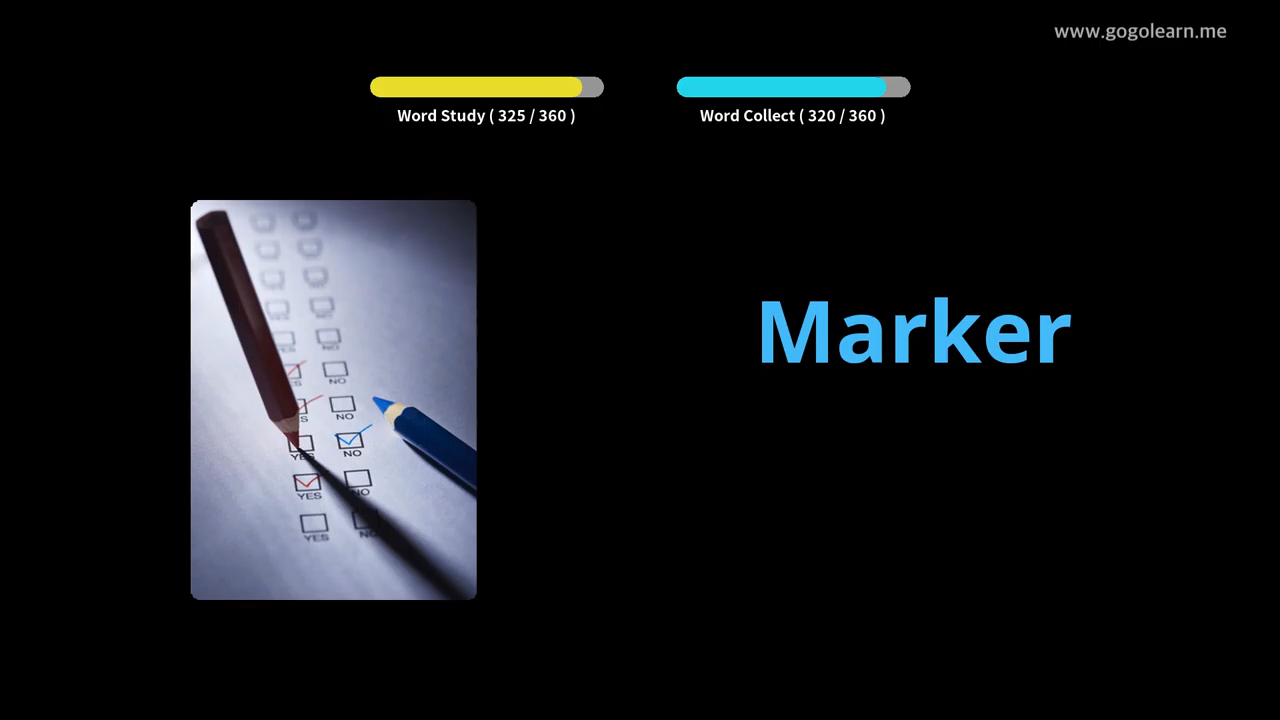 www.gogolearn.me
Word Study ( 325 / 360 )
Word Collect ( 320 / 360 )
Marker
NO
NO
NO
YES
NO
YES
NO
YES
NO